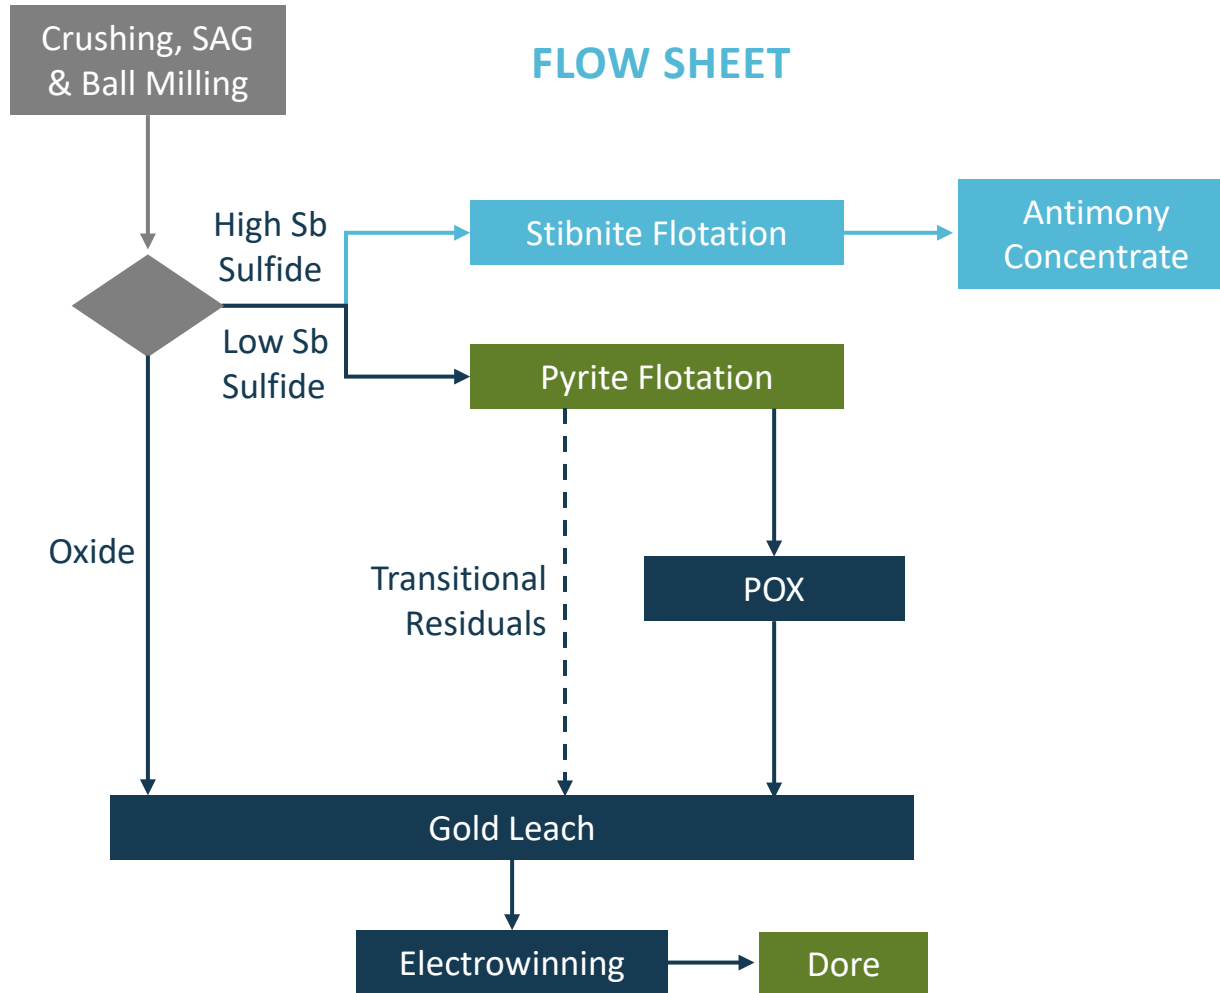 Crushing, SAG
& Ball Milling
FLOW SHEET
High Sb
Sulfide
Stibnite Flotation
Antimony
Concentrate
Low Sb
Sulfide
Pyrite Flotation
Oxide
Transitional
Residuals
POX
Gold Leach
Electrowinning
Dore